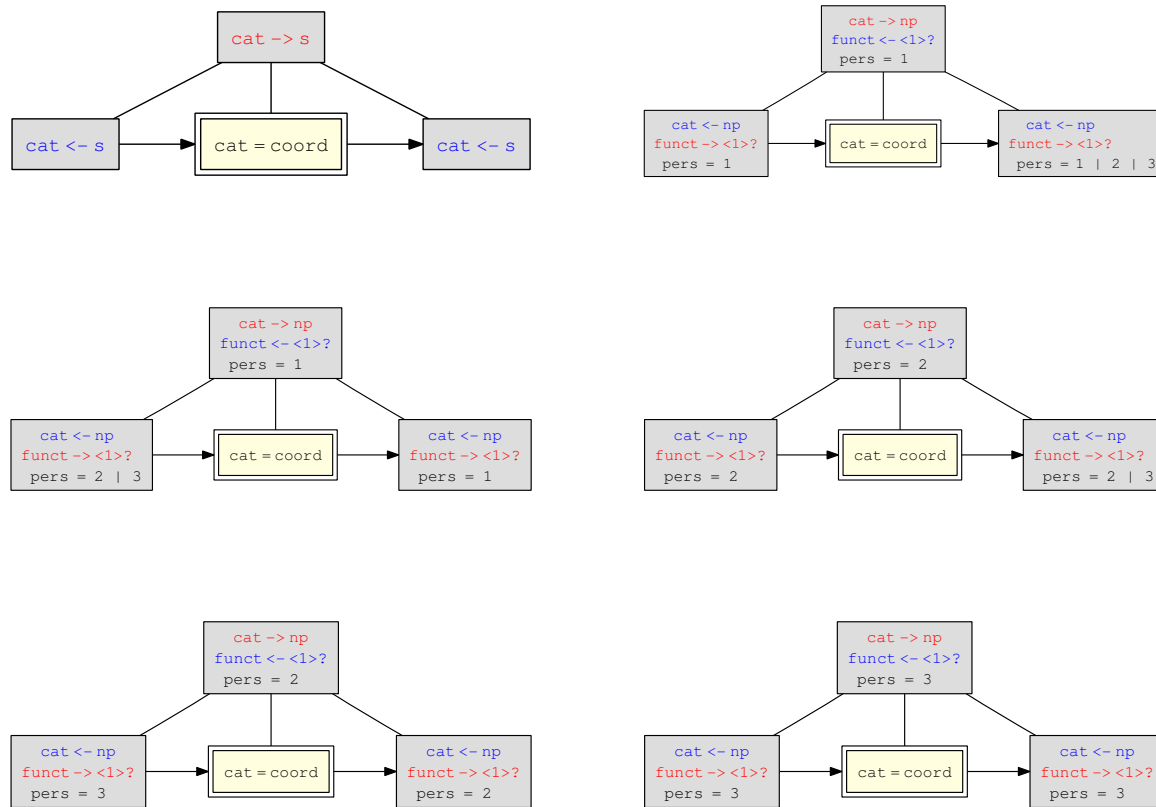 cat -> s
cat <- s
cat = coord
cat <- s
cat -> np
funct <- <1>?
pers = 1
cat <- np
funct -> <1>?
pers = 1
cat = coord
cat <- np
funct -> <1>?
pers = 1 | 2 | 3
cat -> np
funct <- <1>?
pers = 1
cat <- np
funct -> <1>?
pers = 2 | 3
cat = coord
cat <- np
funct -> <1>?
pers = 1
cat -> np
funct <- <1>?
pers = 2
cat <- np
funct -> <1>?
pers = 2
cat = coord
cat <- np
funct -> <1>?
pers = 2 | 3
cat -> np
funct <- <1>?
pers = 2
cat <- np
funct -> <1>?
pers = 3
cat = coord
cat <- np
funct -> <1>?
pers = 2
cat -> np
funct <- <1>?
pers = 3
cat <- np
funct -> <1>?
pers = 3
cat = coord
cat <- np
funct -> <1>?
pers = 3